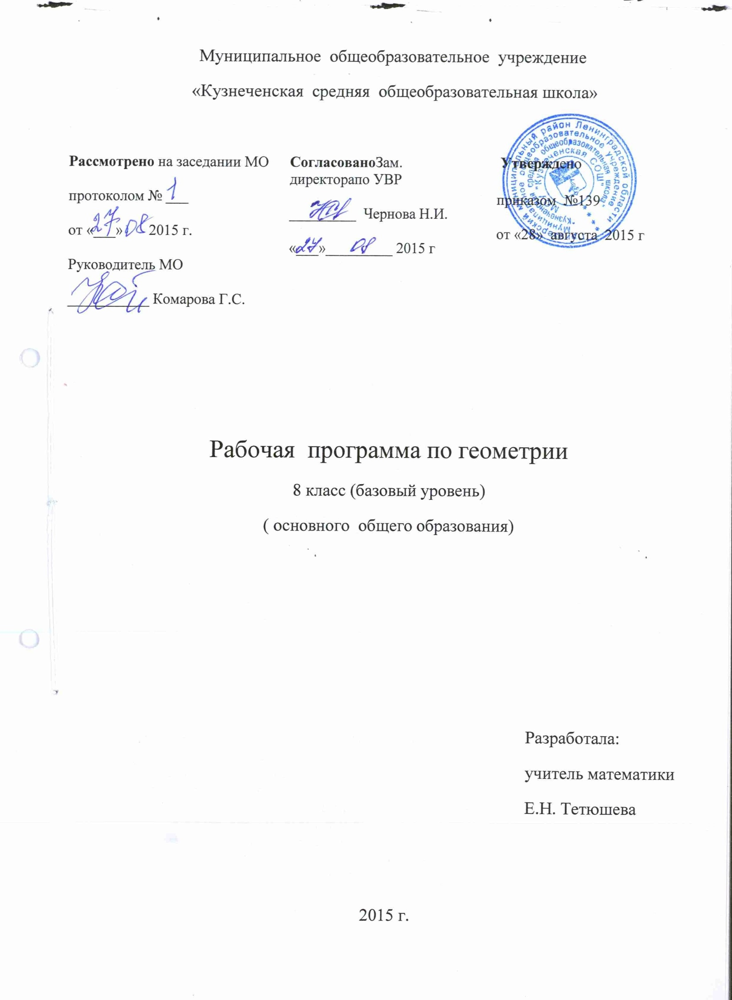 Муниципальное общеобразовательное учреждение
«Кузнеченская средняя общеобразовательная школа»
Рассмотрено на заседании МО
протоколом № 1
от «27» 08 2015 г.
Руководитель МО
Комарова Г.С.
СогласованоЗам.
директорапо УВР
Чернова Н.И.
«27» 08 2015 г
Утверждено
приказом №139
от «28» августа 2015 г
муниципальный район Ленинградской области
Муниципальное общеобразовательное учреждение
"Кузнеченская средняя общеобразовательная школа"
МОУ "Кузнеченская СОШ"
Рабочая программа по геометрии
8 класс (базовый уровень)
( основного общего образования)
Разработала:
учитель математики
Е.Н. Тетюшева
2015 г.